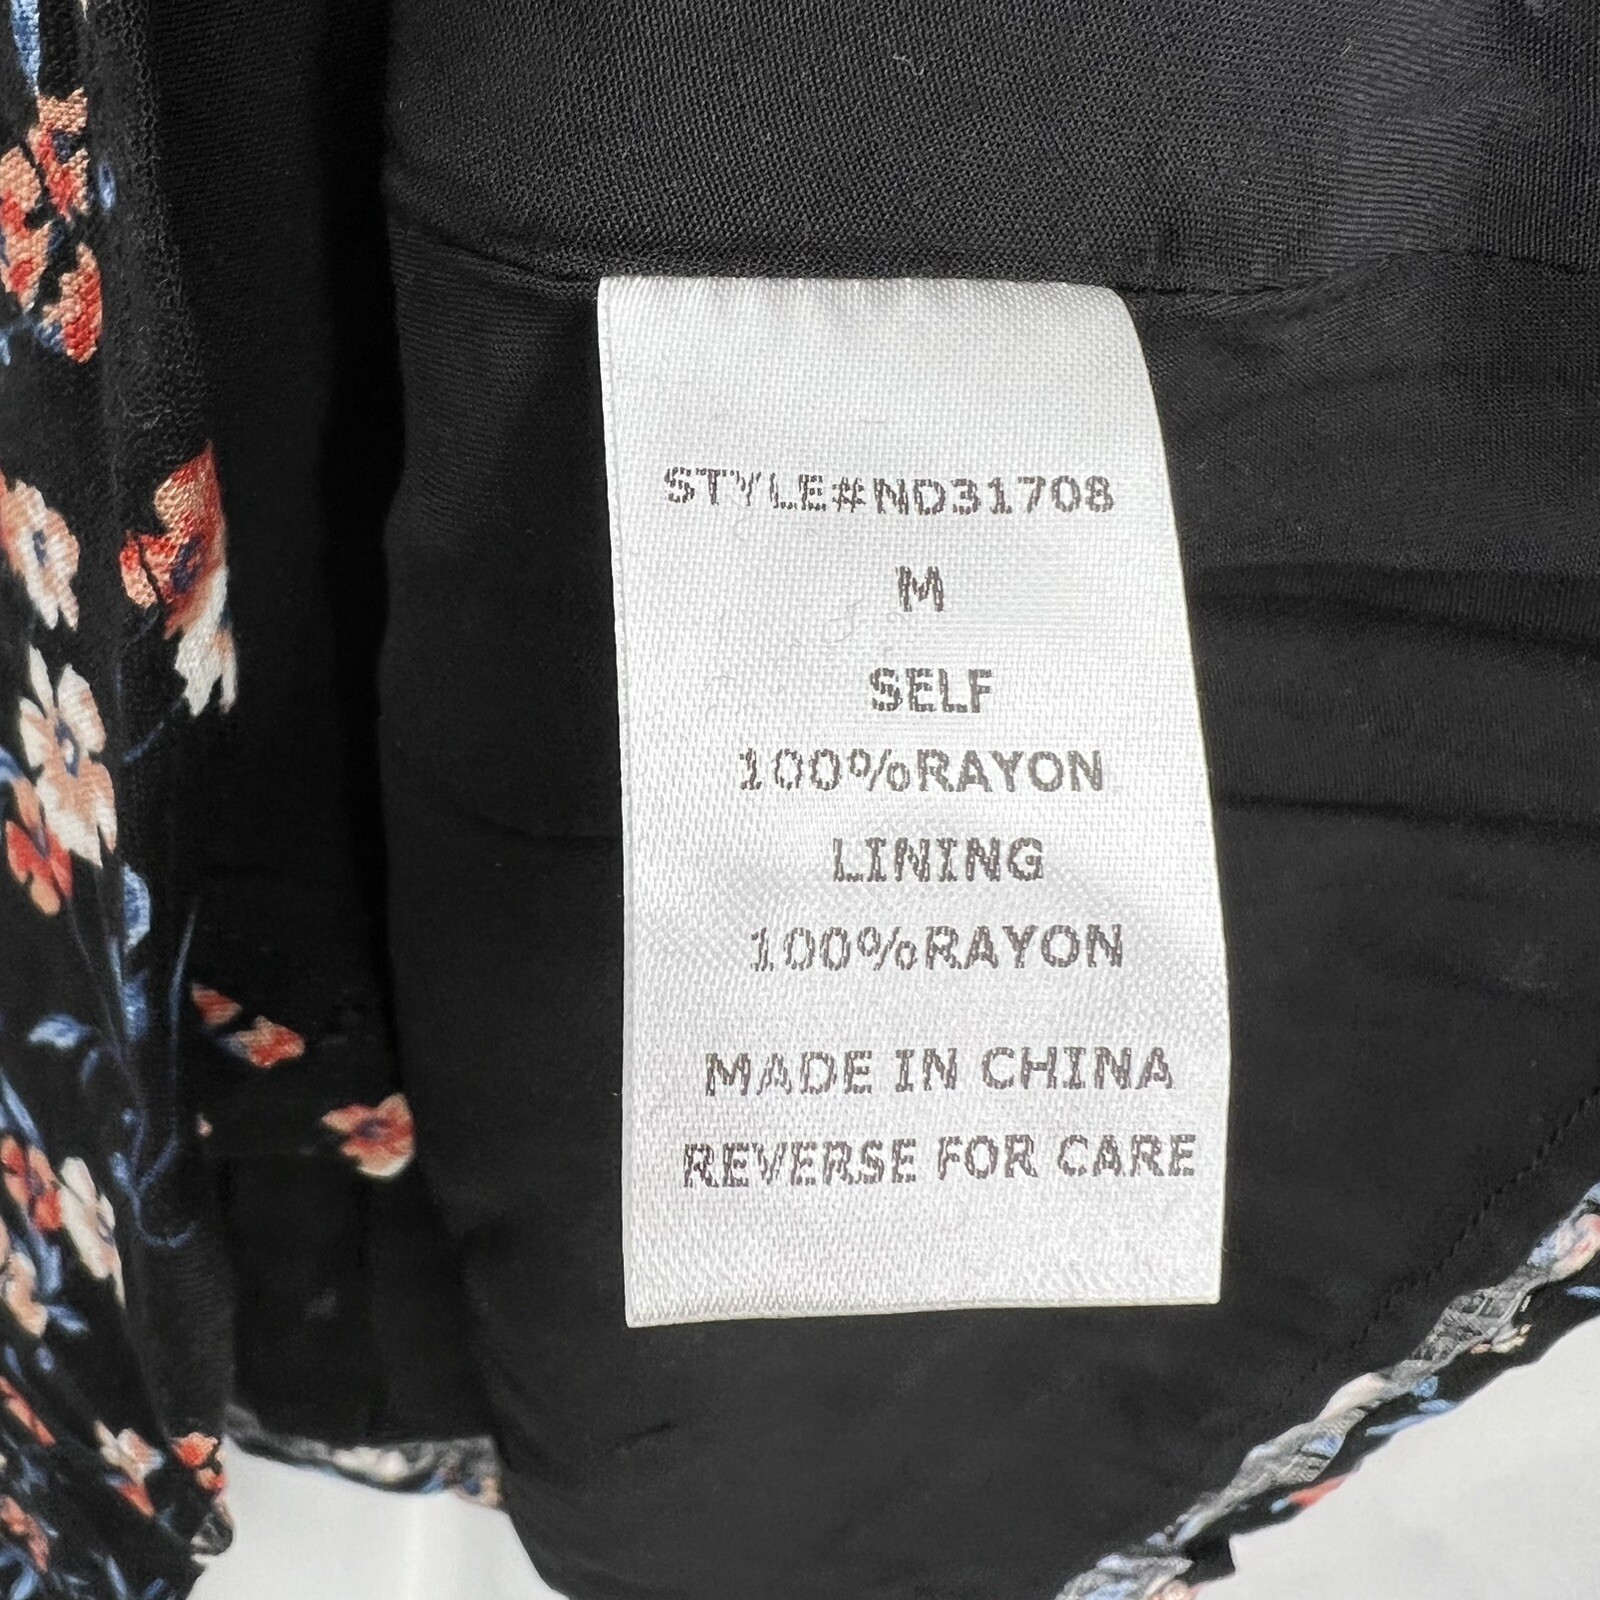 STYLE#ND31708
M
SELF
100%RAYON
LINING
100%RAYON
MADE IN CHINA
REVERSE FOR CARE